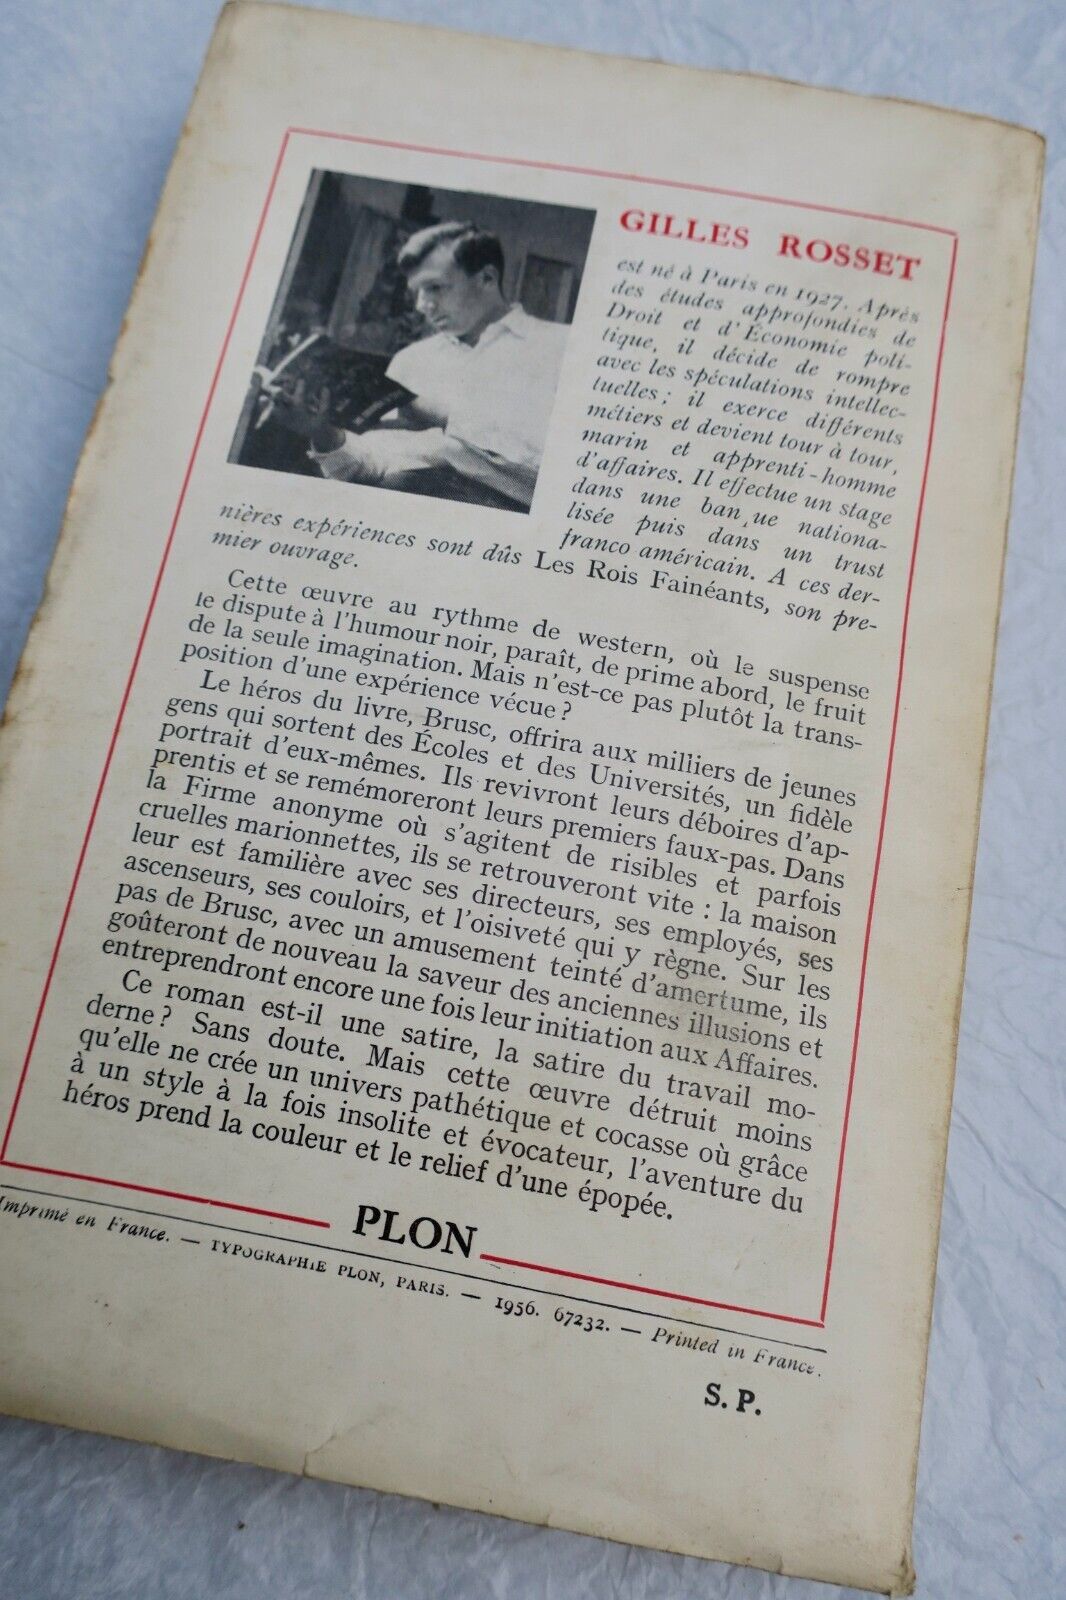 GILLES ROSSET
est né à Paris en 1927. Après
des études approfondies de
Droit et d'Économie poli-
tique, il décide de rompre
avec les spéculations intellec-
tuelles ; il exerce différents
métiers et devient tour à tour,
marin et apprenti-homme
d'affaires. Il effectue un stage
dans une ban ue nationa-
lisée puis dans un trust
franco américain. A ces der-
nières expériences sont dûs Les Rois Fainéants, son pre-
mier ouvrage.
Cette œuvre au rythme de western, où le suspense
le dispute à l'humour noir, paraît, de prime abord, le fruit
de la seule imagination. Mais n'est-ce pas plutôt la trans-
position d'une expérience vécue ?
Le héros du livre, Brusc, offrira aux milliers de jeunes
gens qui sortent des Écoles et des Universités, un fidèle
portrait d'eux-mêmes. Ils revivront leurs déboires d'ap-
prentis et se remémoreront leurs premiers faux-pas. Dans
la Firme anonyme où s'agitent de risibles et parfois
cruelles marionnettes, ils se retrouveront vite : la maison
leur est familière avec ses directeurs, ses employés, ses
ascenseurs, ses couloirs, et l'oisiveté qui y règne. Sur les
pas de Brusc, avec un amusement teinté d'amertume, ils
goûteront de nouveau la saveur des anciennes illusions et
entreprendront encore une fois leur initiation aux Affaires.
Ce roman est-il une satire, la satire du travail mo-
derne ? Sans doute. Mais cette œuvre détruit moins
qu'elle ne crée un univers pathétique et cocasse où grâce
à un style à la fois insolite et évocateur, l'aventure du
héros prend la couleur et le relief d'une épopée.
PLON
Imprimé en France. — TYPOGRAPHIE PLON, PARIS. — 1956. 67232. — Printed in France.
S. P.